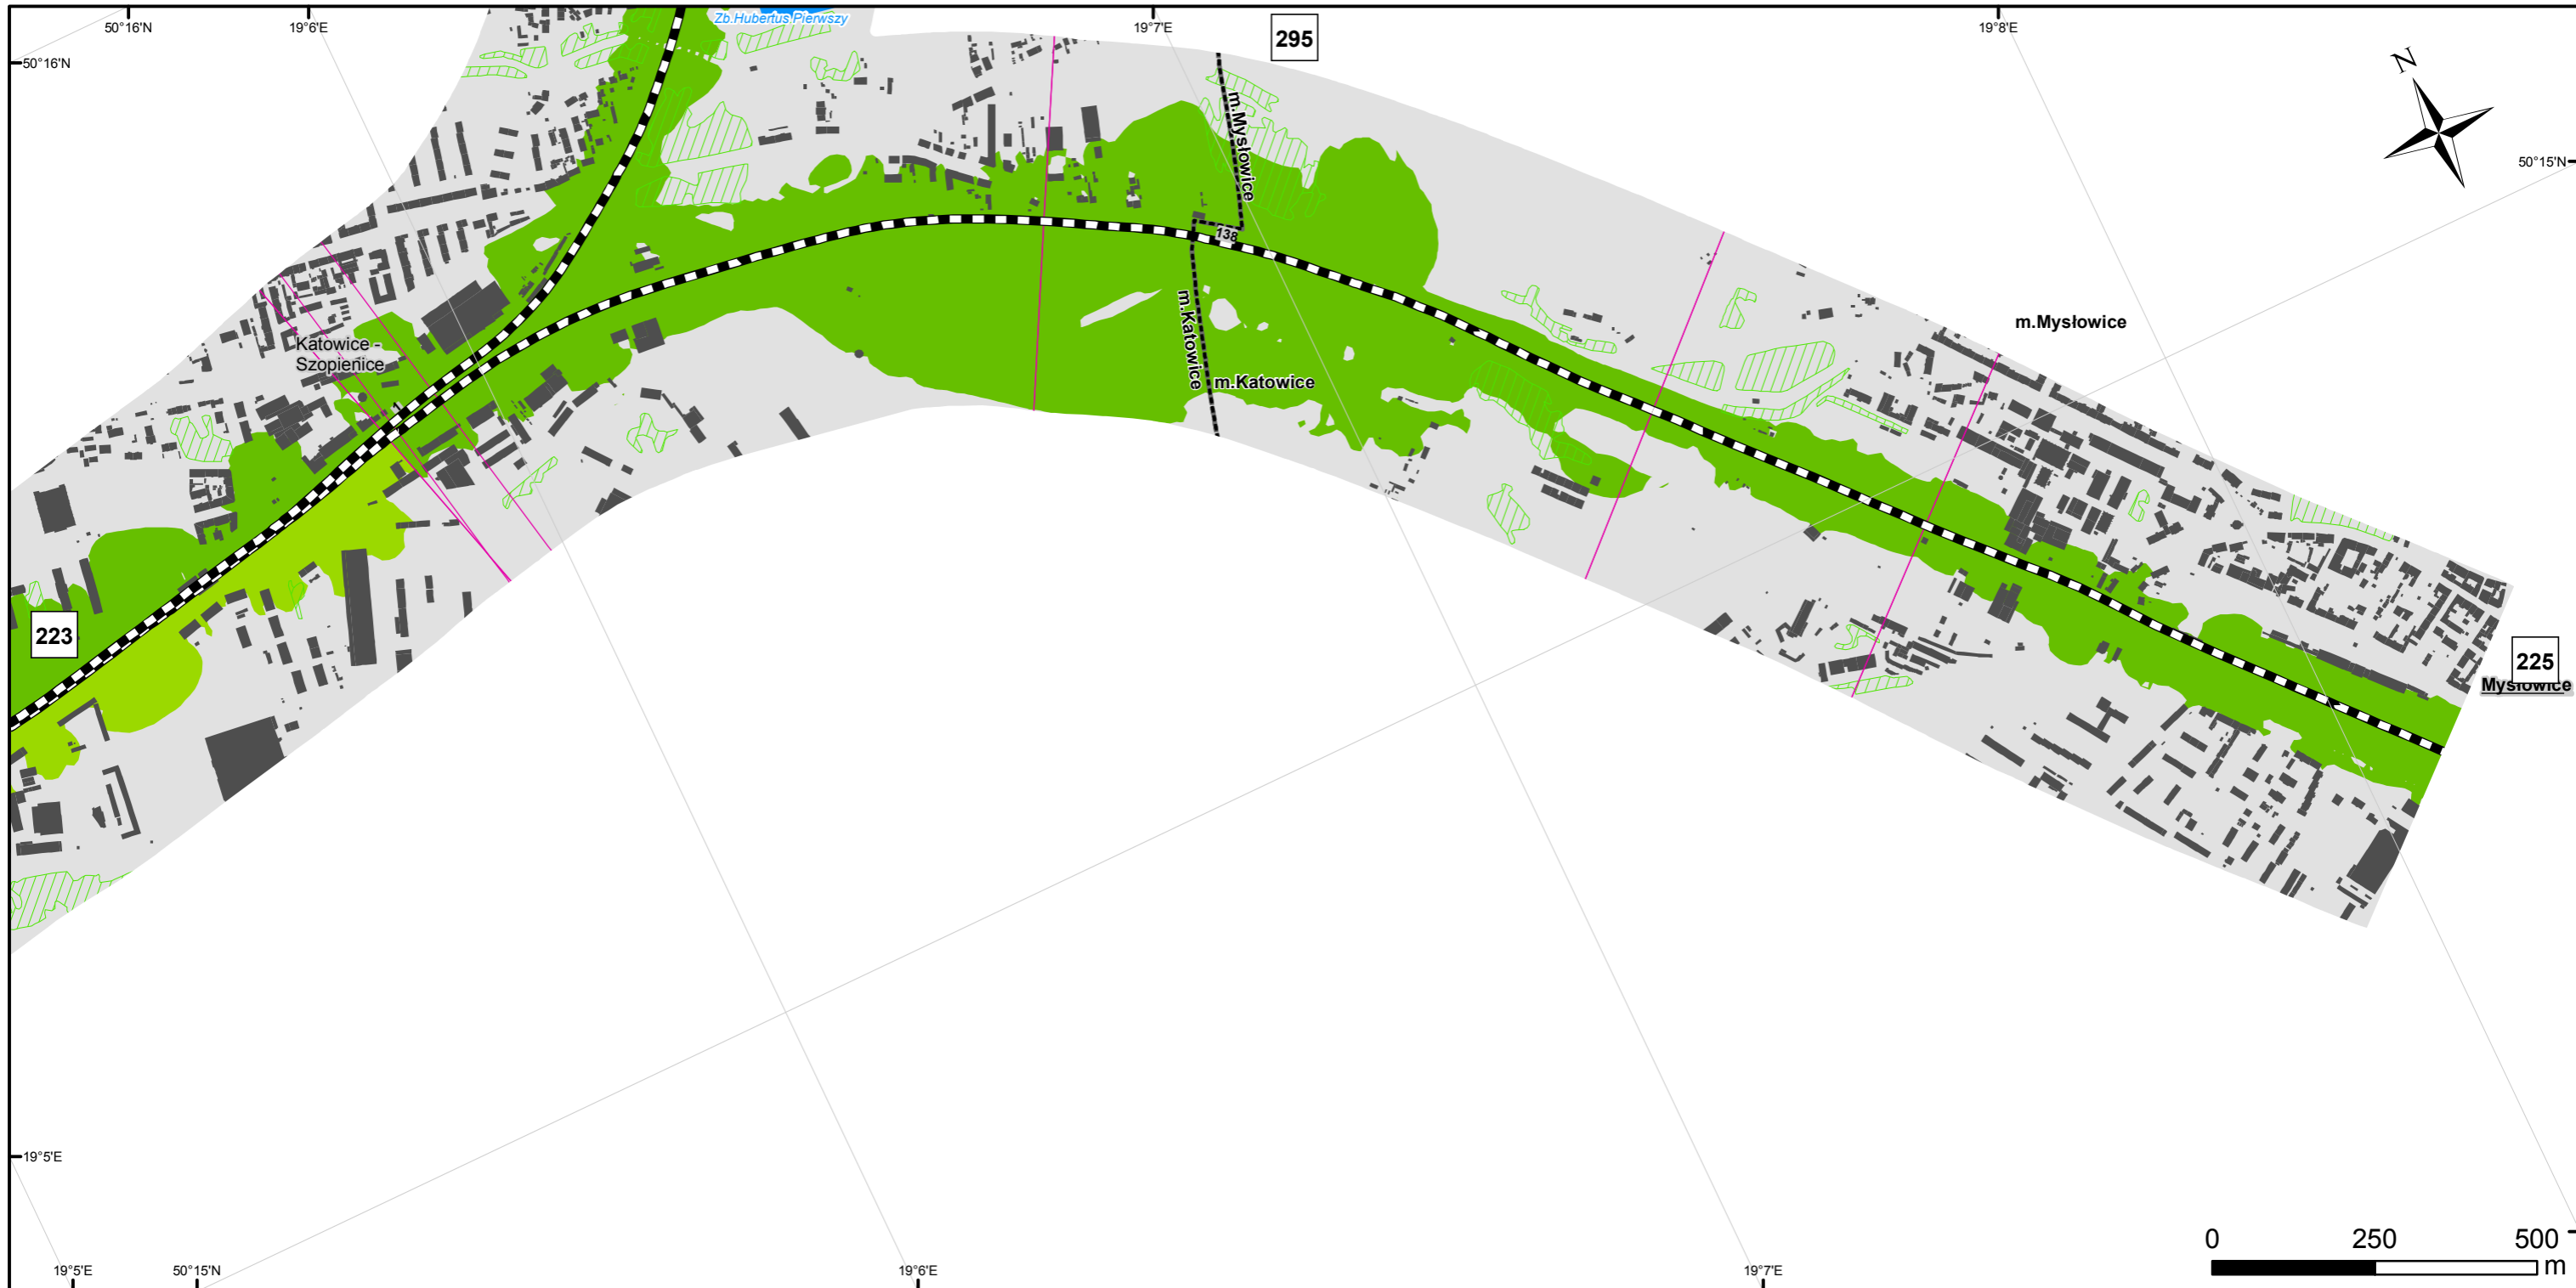 Zb.Hubertus Pierwszy
50°16'N
19°6'E
19°7'E
19°8'E
295
N
50°16'N
50°15'N
m.Mysłowice
138
m.Katowice
m.Katowice
m.Mysłowice
Katowice -
Szopienice
223
225
Mysłowice
19°5'E
0 250 500
m
19°5'E
50°15'N
19°6'E
19°7'E